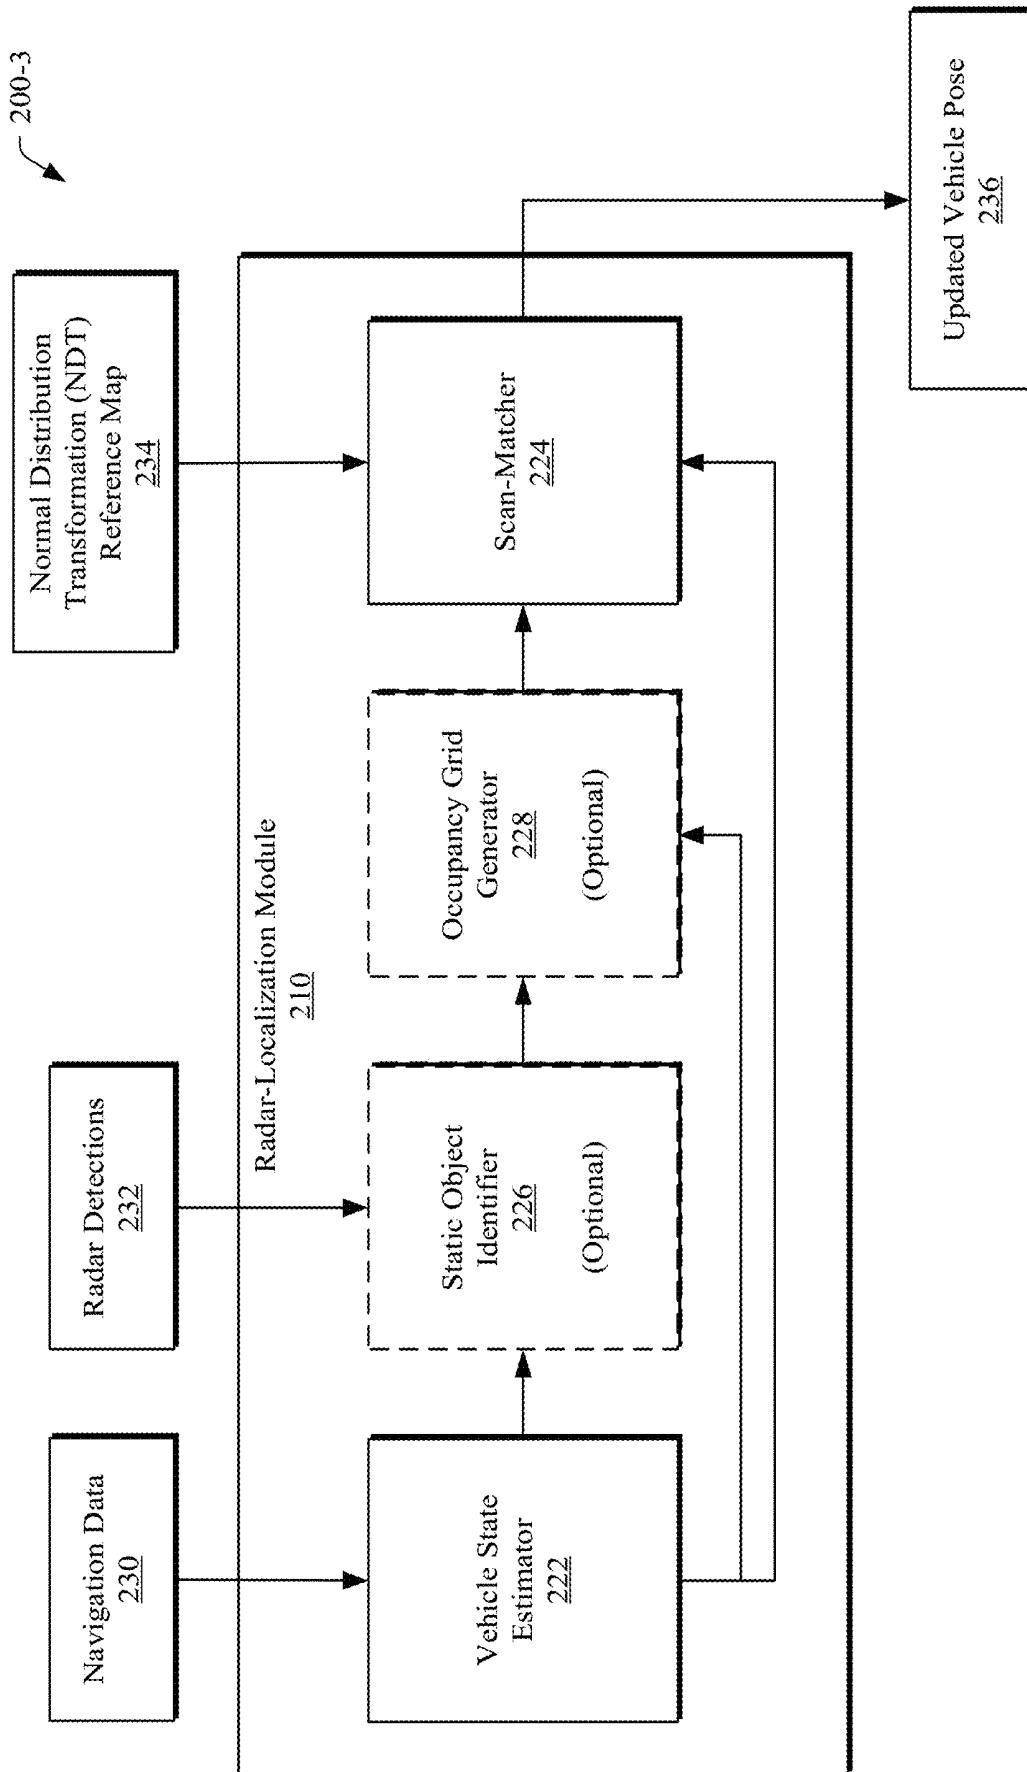 200-3
Navigation Data
230
Radar Detections
232
Normal Distribution
Transformation (NDT)
Reference Map
234
Radar-Localization Module
210
Vehicle State
Estimator
222
Static Object
Identifier
226
(Optional)
Occupancy Grid
Generator
228
(Optional)
Scan-Matcher
224
Updated Vehicle Pose
236